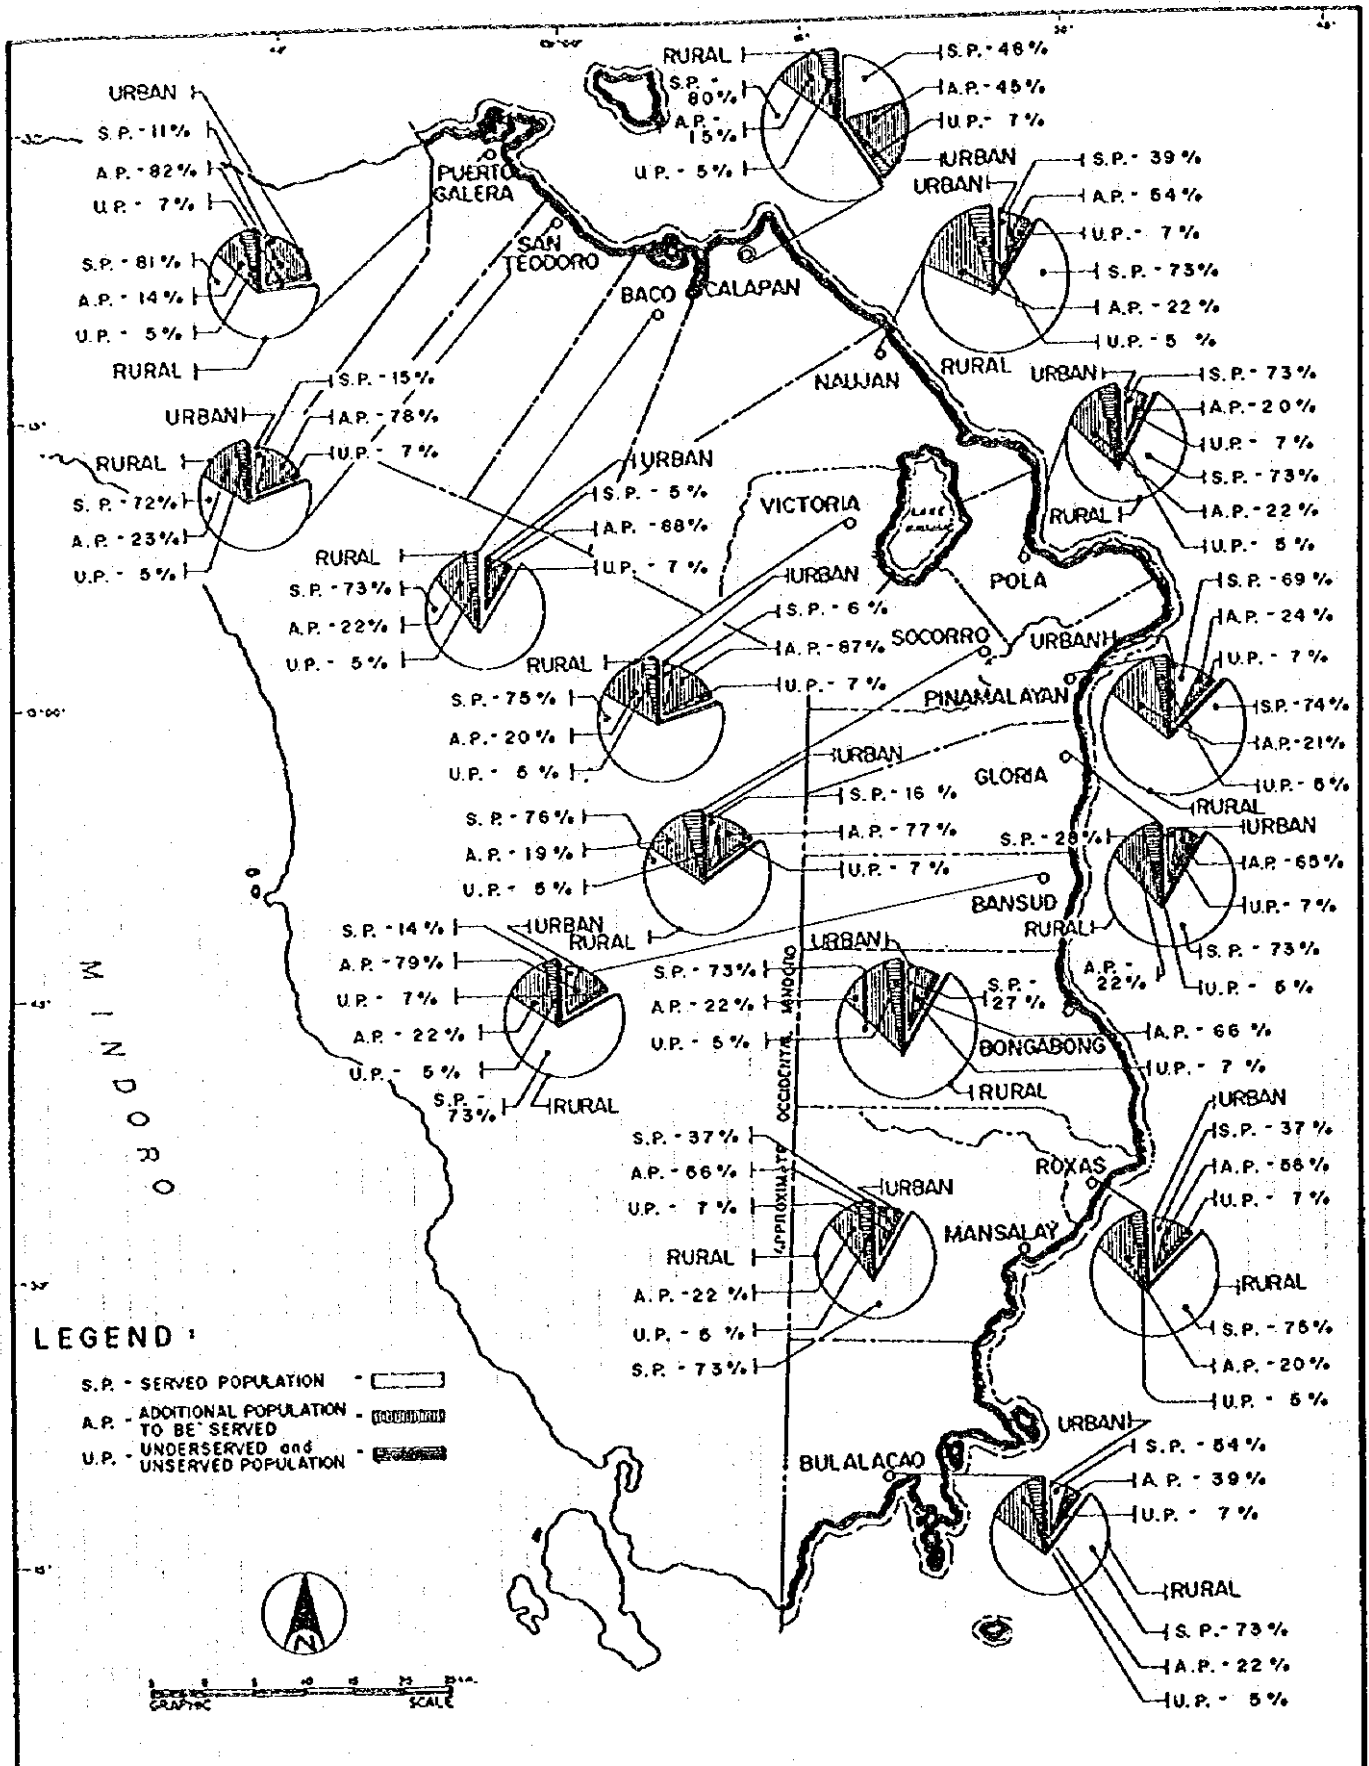 RURAL
S.P. -
80%
A.P. -
15%
U.P. - 5%
S.P. - 48%
A.P. - 45%
U.P. - 7%
URBAN
URBAN
S.P. - 11%
A.P. - 82%
U.P. - 7%
S.P. - 81%
A.P. - 14%
U.P. - 5%
RURAL
PUERTO
GALERA
SAN
TEODORO
BACO
CALAPAN
NAUJAN
URBAN
S.P. - 39%
A.P. - 54%
U.P. - 7%
S.P. - 73%
A.P. - 22%
U.P. - 5%
RURAL
URBAN
S.P. - 15%
A.P. - 78%
U.P. - 7%
RURAL
S.P. - 72%
A.P. - 23%
U.P. - 5%
URBAN
S.P. - 73%
A.P. - 20%
U.P. - 7%
S.P. - 73%
A.P. - 22%
U.P. - 5%
RURAL
URBAN
S.P. - 5%
A.P. - 88%
U.P. - 7%
RURAL
S.P. - 73%
A.P. - 22%
U.P. - 5%
VICTORIA
LAKE
POLA
SOCORRO
PINAMALAYAN
GLORIA
URBAN
S.P. - 6%
A.P. - 87%
U.P. - 7%
RURAL
S.P. - 75%
A.P. - 20%
U.P. - 5%
URBAN
S.P. - 69%
A.P. - 24%
U.P. - 7%
S.P. - 74%
A.P. - 21%
U.P. - 5%
RURAL
URBAN
S.P. - 16%
A.P. - 77%
U.P. - 7%
S.P. - 76%
A.P. - 19%
U.P. - 5%
RURAL
S.P. - 28%
URBAN
A.P. - 65%
U.P. - 7%
RURAL
S.P. - 73%
A.P. -
22%
U.P. - 5%
BANSUD
URBAN
S.P. - 14%
A.P. - 79%
U.P. - 7%
A.P. - 22%
U.P. - 5%
S.P. -
73%
RURAL
URBAN
S.P. - 73%
A.P. - 22%
U.P. - 5%
S.P. -
27%
A.P. - 66%
U.P. - 7%
BONGABONG
RURAL
MINDORO
APPROXIMATE OCCIDENTAL MINDORO
S.P. - 37%
A.P. - 56%
U.P. - 7%
URBAN
RURAL
A.P. - 22%
U.P. - 5%
S.P. - 73%
ROXAS
MANSALAY
URBAN
S.P. - 37%
A.P. - 56%
U.P. - 7%
RURAL
S.P. - 75%
A.P. - 20%
U.P. - 5%
BULALACAO
URBAN
S.P. - 54%
A.P. - 39%
U.P. - 7%
RURAL
S.P. - 73%
A.P. - 22%
U.P. - 5%
LEGEND :
S.P. - SERVED POPULATION -
A.P. - ADDITIONAL POPULATION
TO BE SERVED -
U.P. - UNDERSERVED and
UNSERVED POPULATION -
N
GRAPHIC SCALE